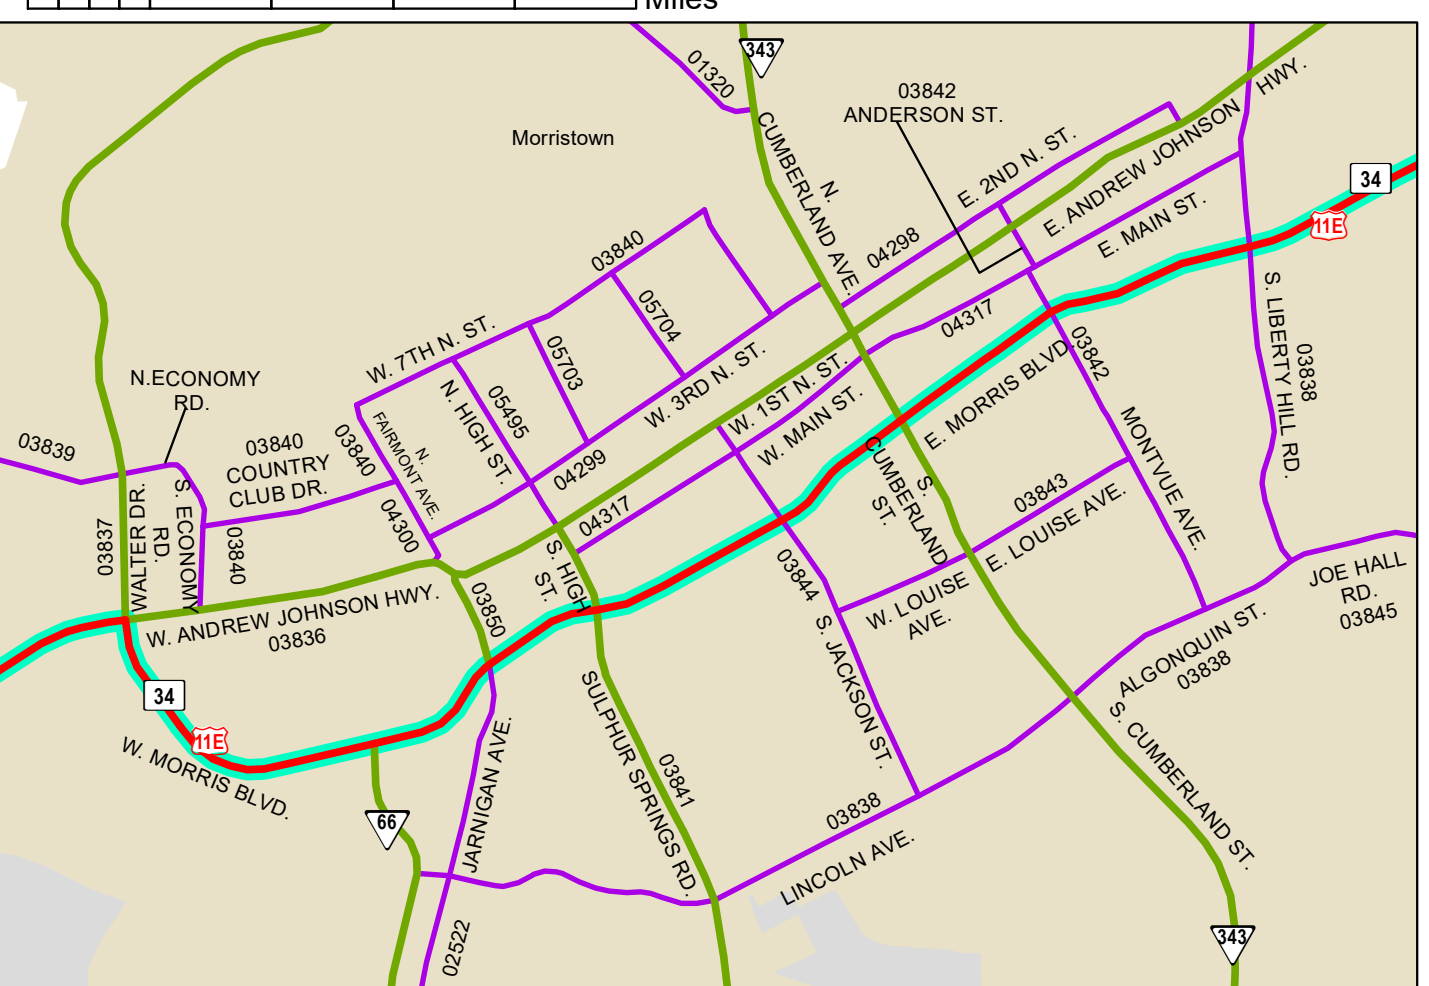 Miles
343
01320
03842
ANDERSON ST.
Morristown
N.
CUMBERLAND AVE.
E. 2ND N. ST.
E. ANDREW JOHNSON HWY.
34
11E
E. MAIN ST.
04298
03840
05704
04317
W. 7TH N. ST.
05703
W. 3RD N. ST.
W. 1ST N. ST.
W. MAIN ST.
E. MORRIS BLVD.
03842
S. LIBERTY HILL RD.
03838
N.ECONOMY
RD.
03839
03840
COUNTRY
CLUB DR.
03840
N.
FAIRMONT AVE.
N. HIGH ST.
05495
04299
04317
04300
03837
WALTER DR.
S. ECONOMY
RD.
03840
W. ANDREW JOHNSON HWY.
03836
03850
S. HIGH
ST.
S.
CUMBERLAND
ST.
03843
E. LOUISE AVE.
MONTVUE AVE.
W. LOUISE
AVE.
03844
S. JACKSON ST.
JOE HALL
RD.
03845
ALGONQUIN ST.
03838
34
11E
W. MORRIS BLVD.
66
JARNIGAN AVE.
SULPHUR SPRINGS RD.
03841
03838
LINCOLN AVE.
S. CUMBERLAND ST.
02522
343